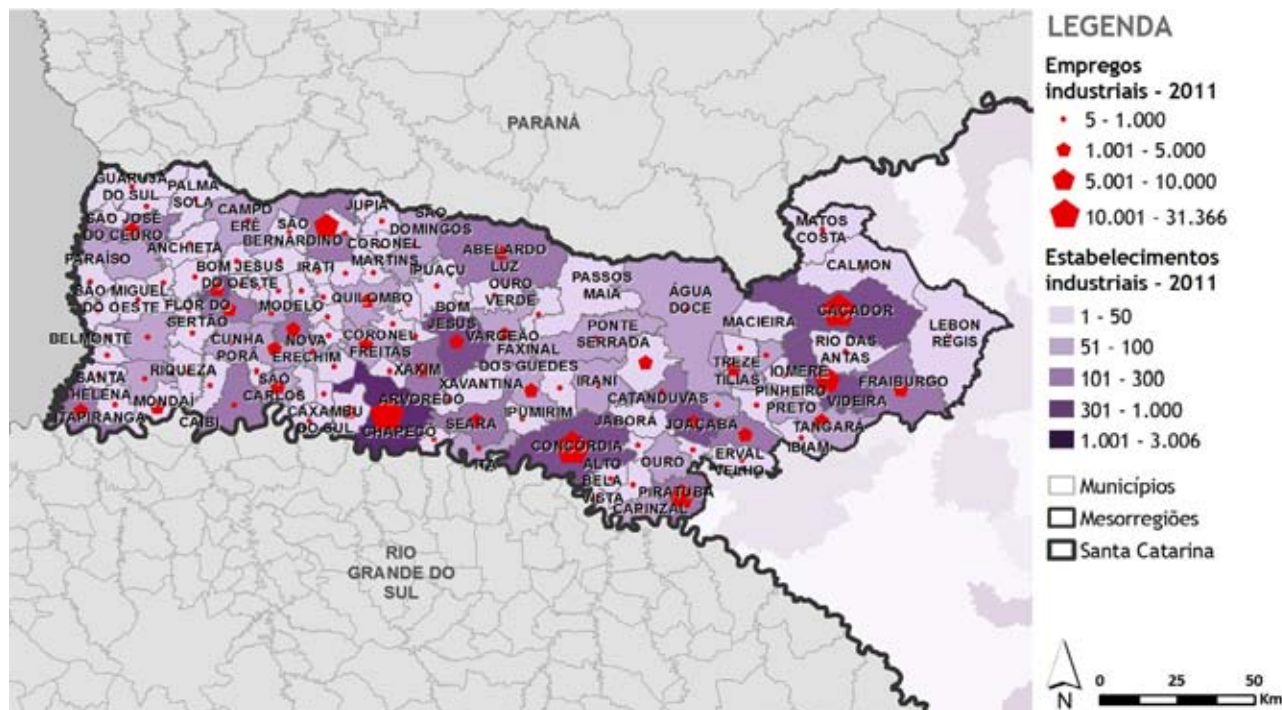 PARANÁ
GUARUJÁ
DO SUL
PALMA
SOLA
SÃO JOSÉ
DO CEDRO
CAMPO
ERÊ
SÃO
BERNARDINO
JUPIÁ
SÃO
DOMINGOS
ANCHIETA
CORONEL
MARTINS
ABELARDO
LUZ
PARAÍSO
BOM JESUS
DO OESTE
IRATI
IPUAÇU
OURO
VERDE
PASSOS
MAIA
ÁGUA
DOCE
MATOS
COSTA
CALMON
SÃO MIGUEL
DO OESTE
FLOR DO
SERTÃO
MODELO
QUILOMBO
BOM
JESUS
VARGEÃO
PONTE
SERRADA
MACIEIRA
CAÇADOR
LEBON
RÉGIS
BELMONTE
CUNHA
PORÃ
NOVA
ERECHIM
CORONEL
FREITAS
FAXINAL
DOS GUEDES
TREZE
TÍLIAS
RIO DAS
ANTAS
IOMERÊ
SANTA
HELENA
RIQUEZA
SÃO
CARLOS
XAXIM
XAVANTINA
IRANI
CATANDUVAS
PINHEIRO
PRETO
VIDEIRA
FRAIBURGO
ITAPIRANGA
MONDAÍ
CAIBI
CAXAMBU
DO SUL
ARVOREDO
CHAPECÓ
SEARA
IPUMIRIM
JABORÁ
JOAÇABA
TANGARÁ
IBIAM
ITÁ
CONCÓRDIA
ALTO
BELA
VISTA
OURO
ERVAL
VELHO
PIRATUBA
CAPINZAL
RIO
GRANDE DO
SUL
LEGENDA
Empregos
industriais - 2011
5 - 1.000
1.001 - 5.000
5.001 - 10.000
10.001 - 31.366
Estabelecimentos
industriais - 2011
1 - 50
51 - 100
101 - 300
301 - 1.000
1.001 - 3.006
Municípios
Mesorregiões
Santa Catarina
N
0 25 50
Km